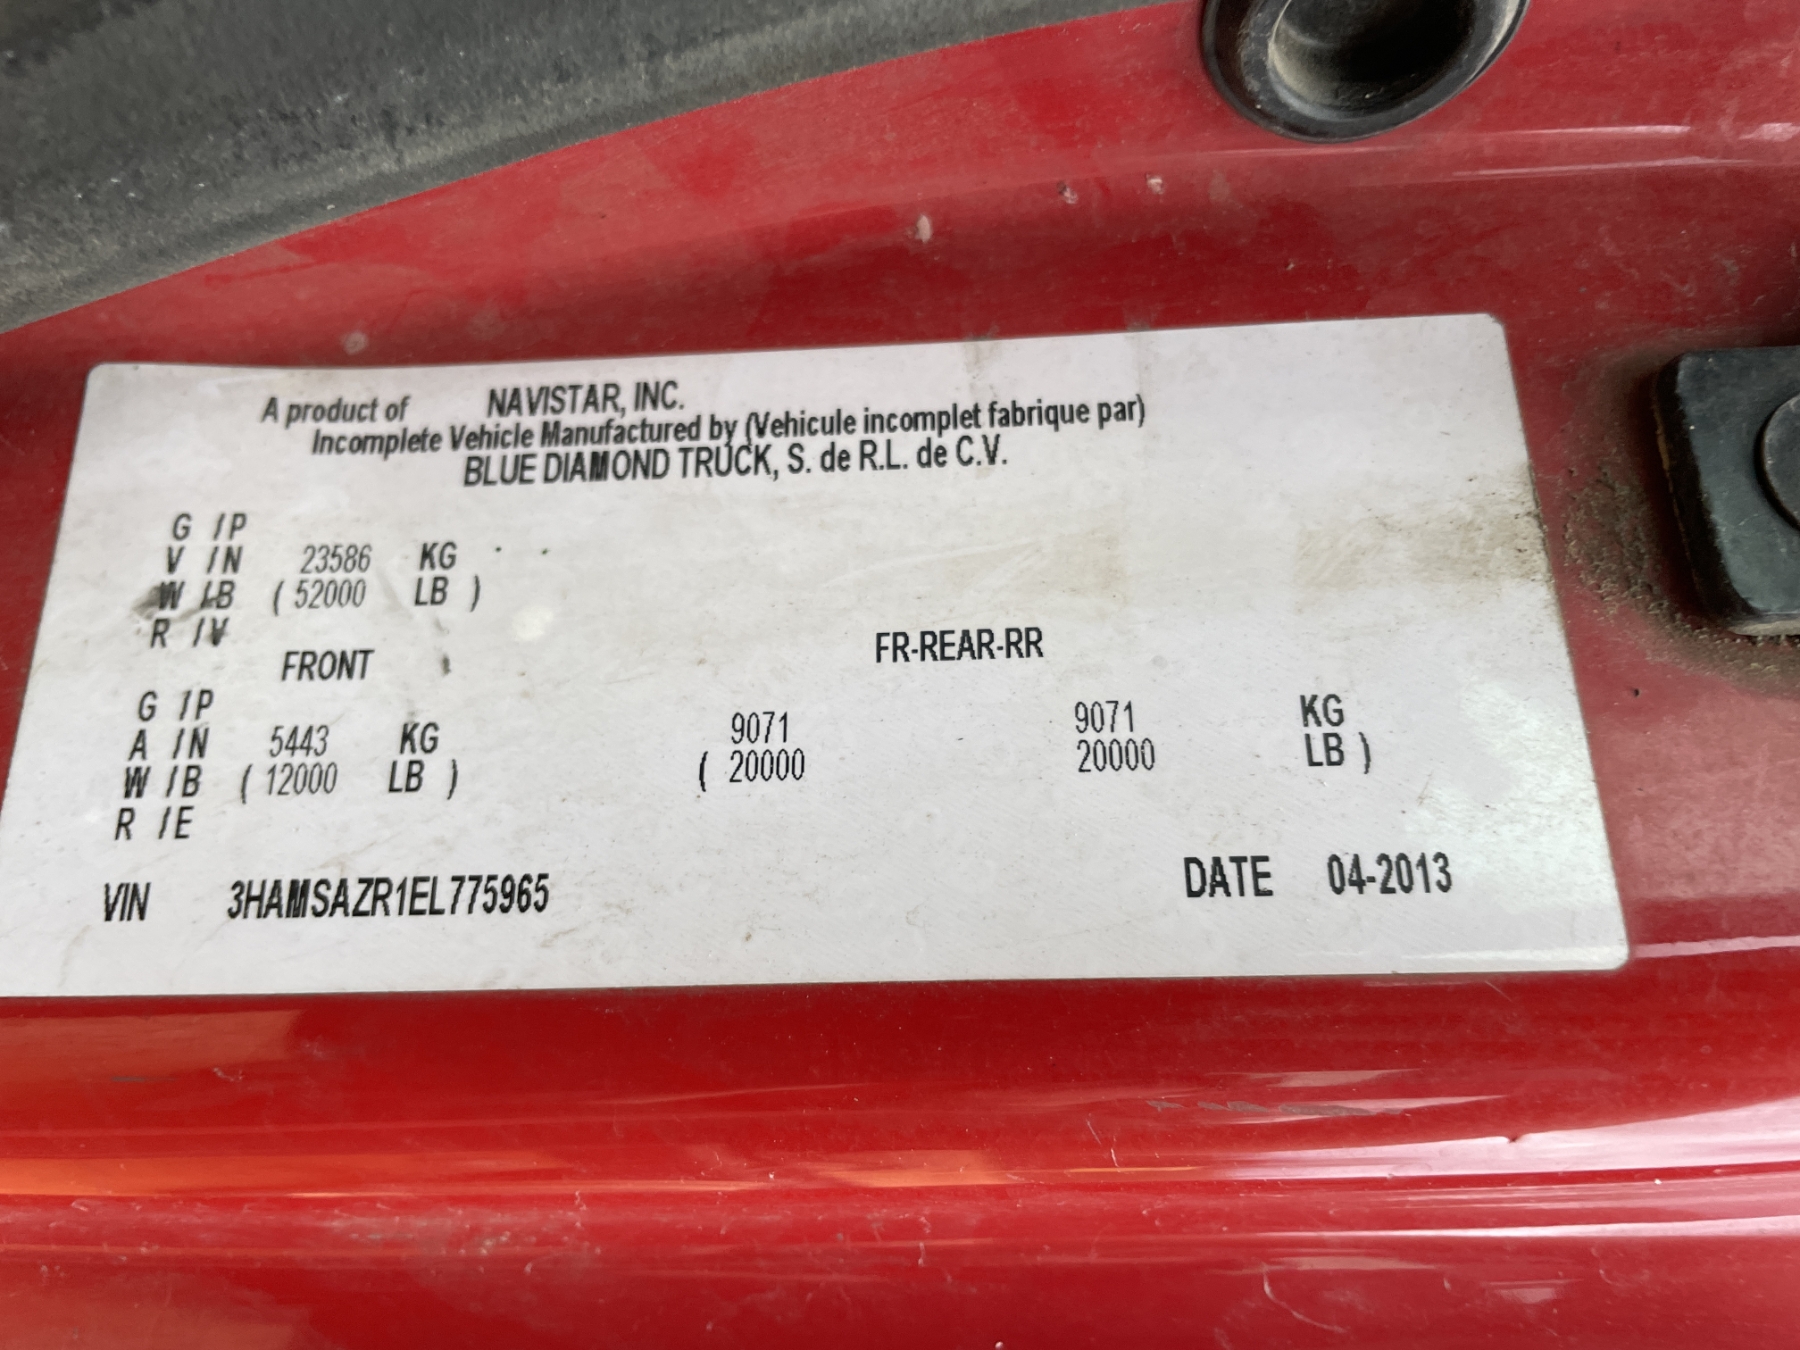 A product of NAVISTAR, INC.
Incomplete Vehicle Manufactured by (Vehicule incomplet fabrique par)
BLUE DIAMOND TRUCK, S. de R.L. de C.V.
G / P
V / N 23586 KG
W / B ( 52000 LB )
R / V
FRONT FR-REAR-RR
G / P
A / N 5443 KG 9071 9071 KG
W / B ( 12000 LB ) ( 20000 20000 LB )
R / E
VIN 3HAMSAZR1EL775965 DATE 04-2013